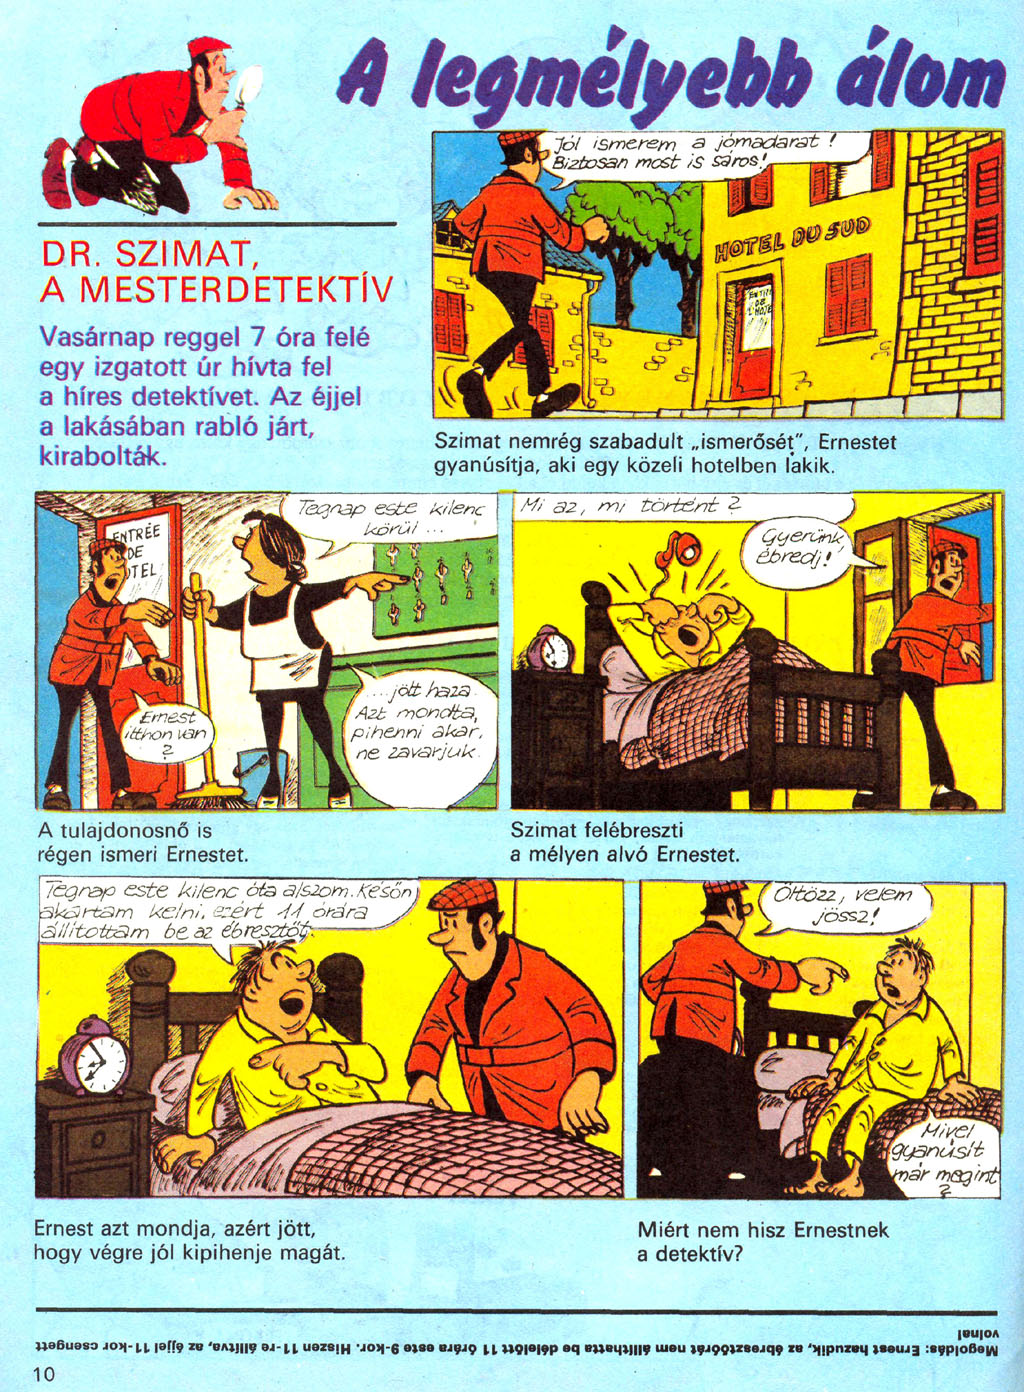 A legmélyebb álom
DR. SZIMAT,
A MESTERDETEKTÍV
Vasárnap reggel 7 óra felé
egy izgatott úr hívta fel
a híres detektívet. Az éjjel
a lakásában rabló járt,
kirabolták.
Jól ismerem a jómadarat !
Biztosan most is sáros!
HOTEL DU SUD
ENTRÉE
DE
L'HOTEL
Szimat nemrég szabadult „ismerősét", Ernestet
gyanúsítja, aki egy közeli hotelben lakik.
ENTRÉE
DE
OTEL
Ernest
itthon van
?
Tegnap este kilenc
körül ...
...jött haza.
Azt mondta,
pihenni akar,
ne zavarjuk.
A tulajdonosnő is
régen ismeri Ernestet.
Mi az, mi történt ?
Gyerünk
ébredj!
Szimat felébreszti
a mélyen alvó Ernestet.
Tegnap este kilenc óta alszom. Későn
akartam kelni, ezért 11 órára
állítottam be az ébresztőt.
Ernest azt mondja, azért jött,
hogy végre jól kipihenje magát.
Öltözz, velem
jössz!
Mivel
gyanúsít
már megint
?
Miért nem hisz Ernestnek
a detektív?
Megoldás: Ernest hazudik, az ébresztőórát nem állíthatta be délelőtt 11 órára este 9-kor. Hiszen 11-re állítva, az éjjel 11-kor csengett
volna!
10